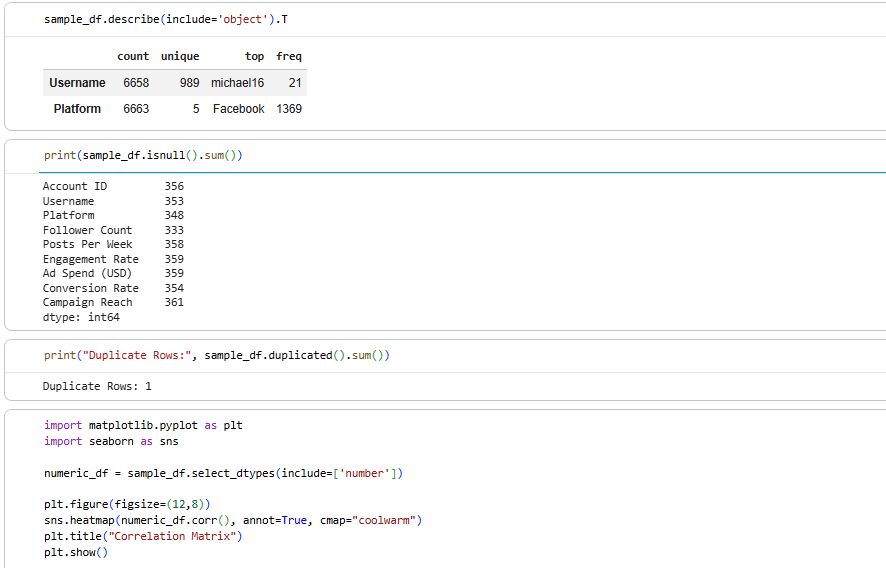 sample_df.describe(include='object').T
count unique top freq
Username 6658 989 michael16 21
Platform 6663 5 Facebook 1369
print(sample_df.isnull().sum())
Account ID 356
Username 353
Platform 348
Follower Count 333
Posts Per Week 358
Engagement Rate 359
Ad Spend (USD) 359
Conversion Rate 354
Campaign Reach 361
dtype: int64
print("Duplicate Rows:", sample_df.duplicated().sum())
Duplicate Rows: 1
import matplotlib.pyplot as plt
import seaborn as sns
numeric_df = sample_df.select_dtypes(include=['number'])
plt.figure(figsize=(12,8))
sns.heatmap(numeric_df.corr(), annot=True, cmap="coolwarm")
plt.title("Correlation Matrix")
plt.show()